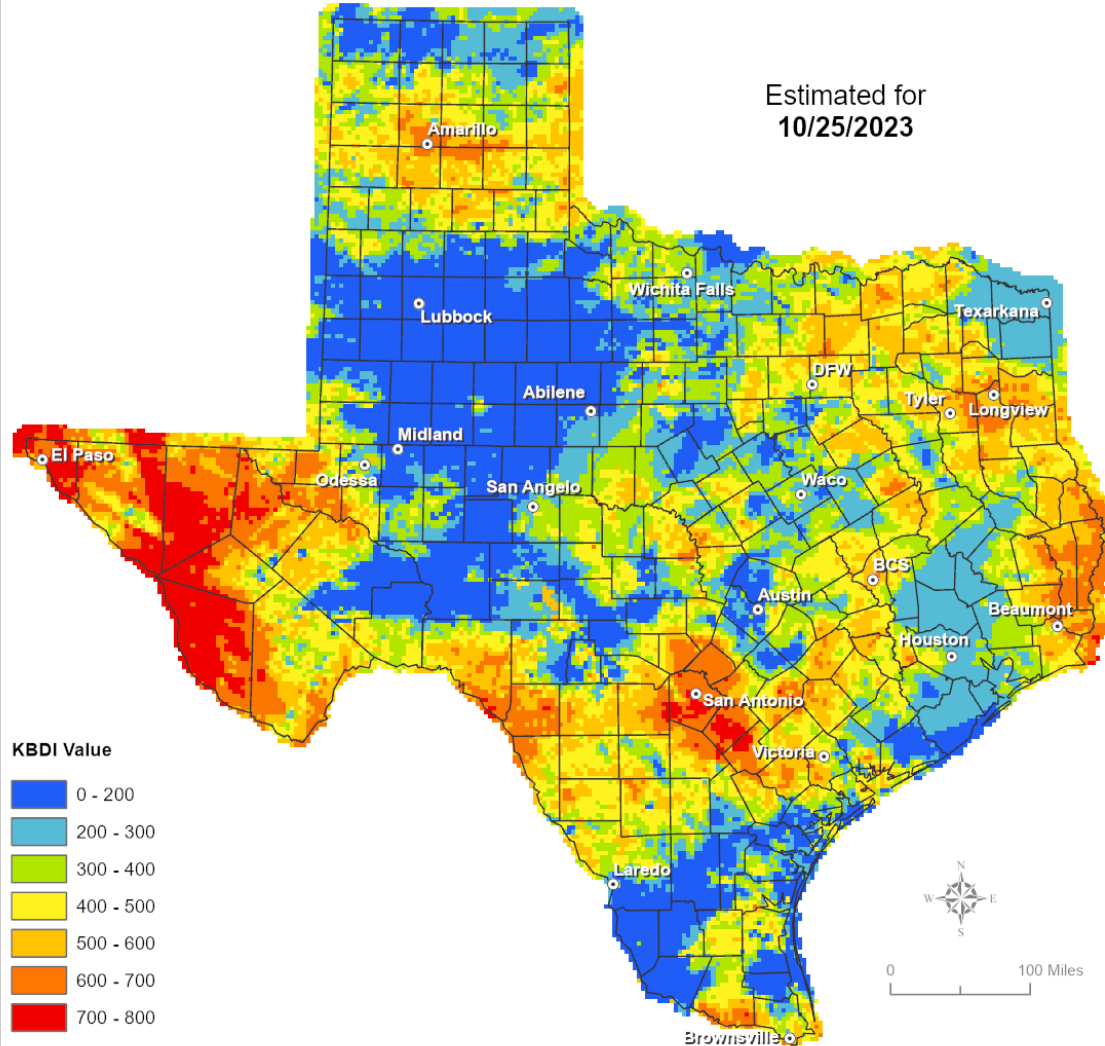 Estimated for
10/25/2023
Amarillo
Wichita Falls
Lubbock
Texarkana
DFW
Abilene
Tyler
Longview
Midland
El Paso
Odessa
Waco
San Angelo
BCS
Austin
Beaumont
Houston
San Antonio
Victoria
KBDI Value
0 - 200
200 - 300
300 - 400
400 - 500
500 - 600
600 - 700
700 - 800
Laredo
N
W E
S
0 100 Miles
Brownsville